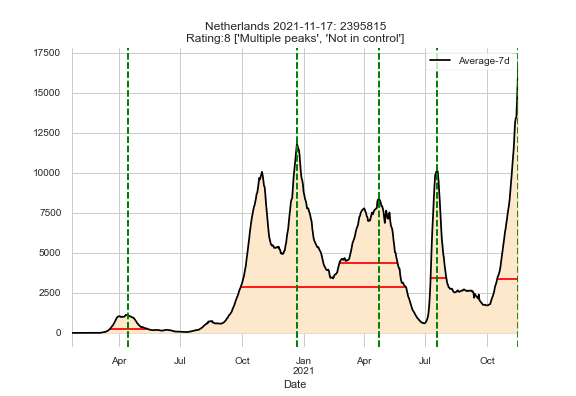 Netherlands 2021-11-17: 2395815
Rating:8 ['Multiple peaks', 'Not in control']
17500
15000
12500
10000
7500
5000
2500
0
Average-7d
Apr
Jul
Oct
Jan
2021
Apr
Jul
Oct
Date